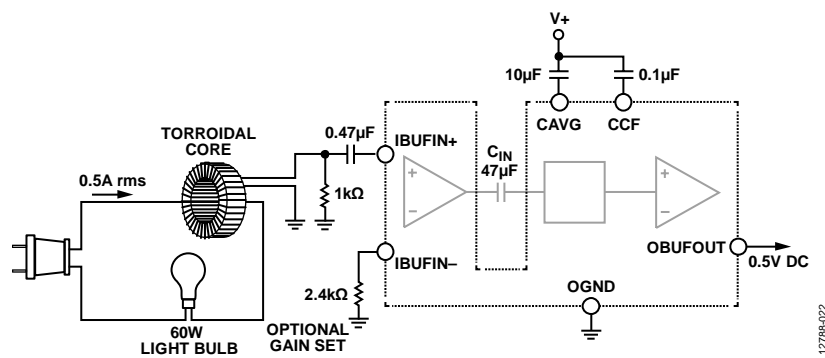 V+
10µF
0.1µF
CAVG
CCF
TORROIDAL
CORE
0.47µF
IBUFIN+
CIN
47µF
+
−
+
−
0.5A rms
1kΩ
OBUFOUT
0.5V DC
IBUFIN–
2.4kΩ
OGND
60W
LIGHT BULB
OPTIONAL
GAIN SET
12788-022